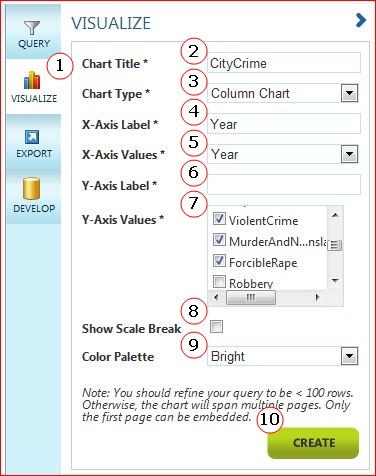 QUERY
VISUALIZE
EXPORT
DEVELOP
VISUALIZE
1
2
Chart Title *
CityCrime
3
Chart Type *
Column Chart
4
X-Axis Label *
Year
5
X-Axis Values *
Year
6
Y-Axis Label *
7
Y-Axis Values *
ViolentCrime
MurderAndN...nsla
ForcibleRape
Robbery
8
Show Scale Break
9
Color Palette
Bright
Note: You should refine your query to be < 100 rows.
Otherwise, the chart will span multiple pages. Only
the first page can be embedded.
10
CREATE